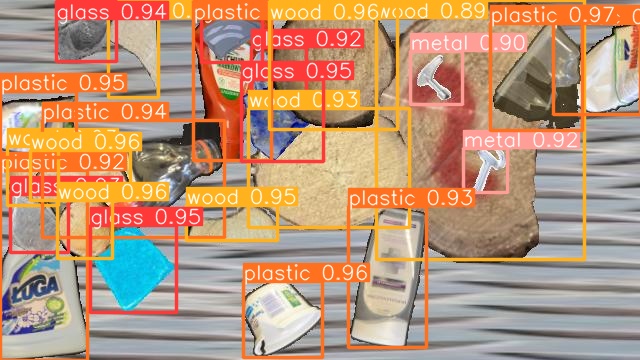 glass 0.94
0.
plastic
wood 0.96
wood 0.89
plastic 0.97
glass 0.92
metal 0.90
glass 0.95
plastic 0.95
wood 0.93
plastic 0.94
wood 0.96
metal 0.92
plastic 0.92
glass
wood 0.96
wood 0.95
plastic 0.93
glass 0.95
plastic 0.96
LUGA